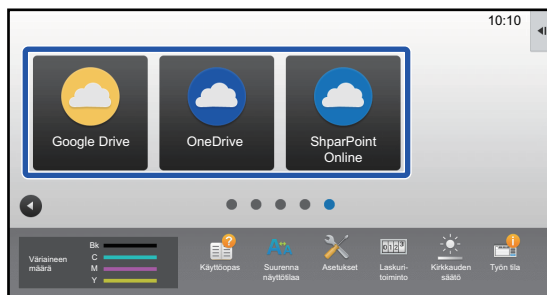 10:10
Google Drive
OneDrive
ShparPoint
Online
Väriaineen
määrä
Bk
C
M
Y
Käyttöopas
Suurenna
näyttötilaa
Asetukset
Laskuri-
toiminto
Kirkkauden
säätö
Työn tila